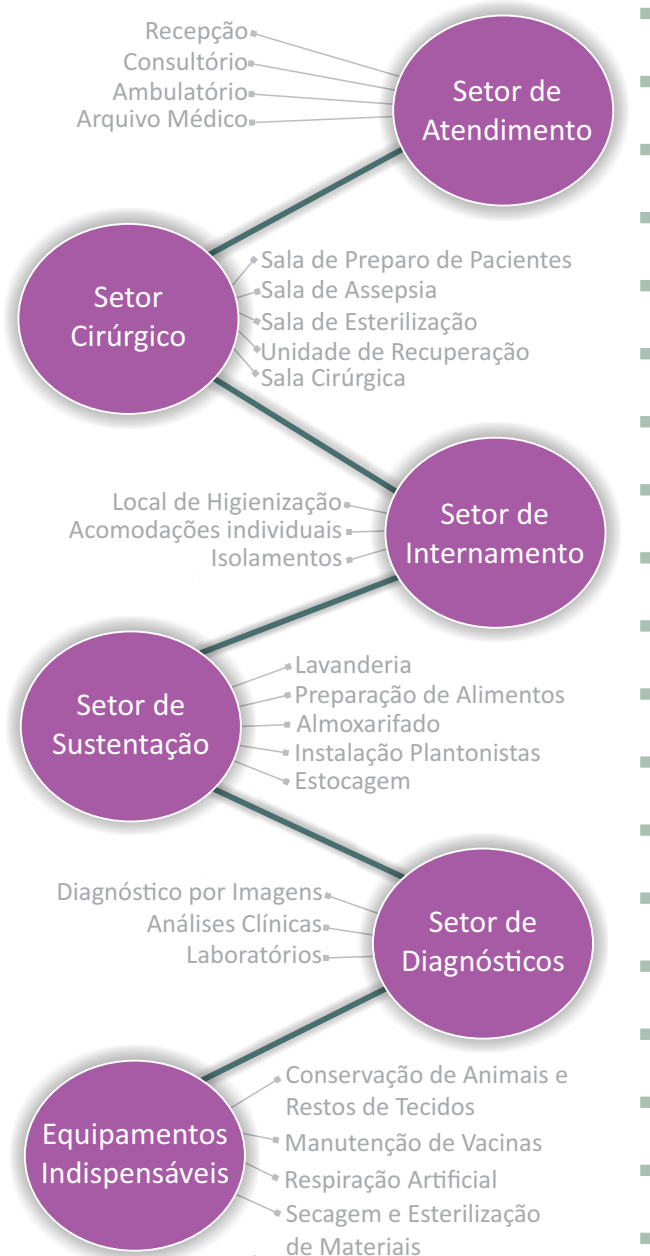 Recepção
Consultório
Ambulatório
Arquivo Médico
Setor de
Atendimento
Setor
Cirúrgico
Sala de Preparo de Pacientes
Sala de Assepsia
Sala de Esterilização
Unidade de Recuperação
Sala Cirúrgica
Local de Higienização
Acomodações individuais
Isolamentos
Setor de
Internamento
Setor de
Sustentação
Lavanderia
Preparação de Alimentos
Almoxarifado
Instalação Plantonistas
Estocagem
Diagnóstico por Imagens
Análises Clínicas
Laboratórios
Setor de
Diagnósticos
Equipamentos
Indispensáveis
Conservação de Animais e
Restos de Tecidos
Manutenção de Vacinas
Respiração Artificial
Secagem e Esterilização
de Materiais